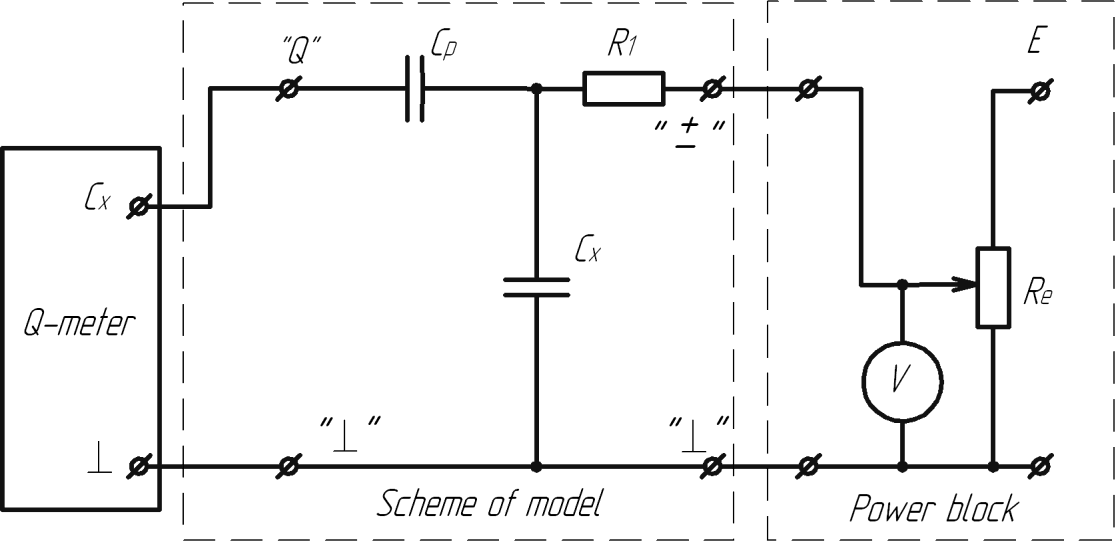 "Q"
Cp
R1
E
"±"
Cx
Cx
Re
Q-meter
V
⊥
"⊥"
"⊥"
Scheme of model
Power block